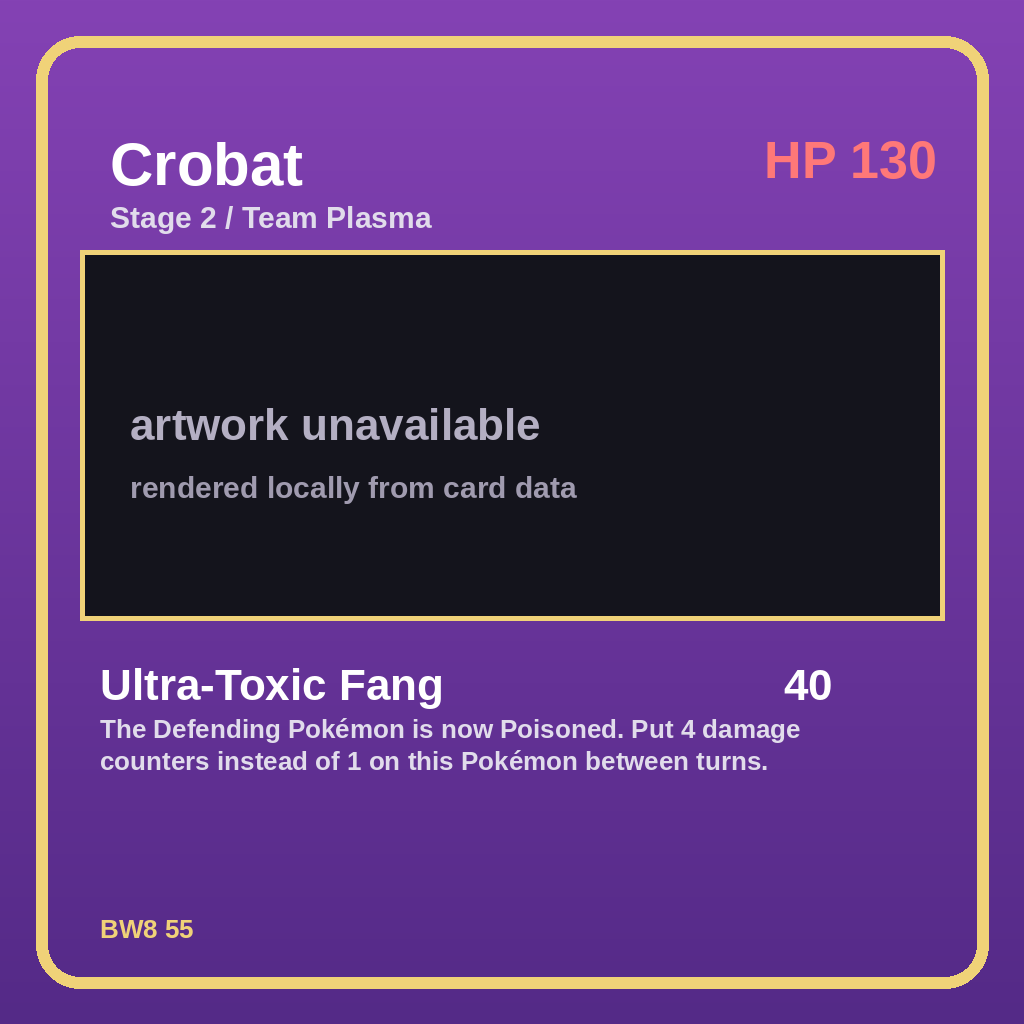 Crobat
HP 130
Stage 2 / Team Plasma
artwork unavailable
rendered locally from card data
Ultra-Toxic Fang 40
The Defending Pokémon is now Poisoned. Put 4 damage
counters instead of 1 on this Pokémon between turns.
BW8 55